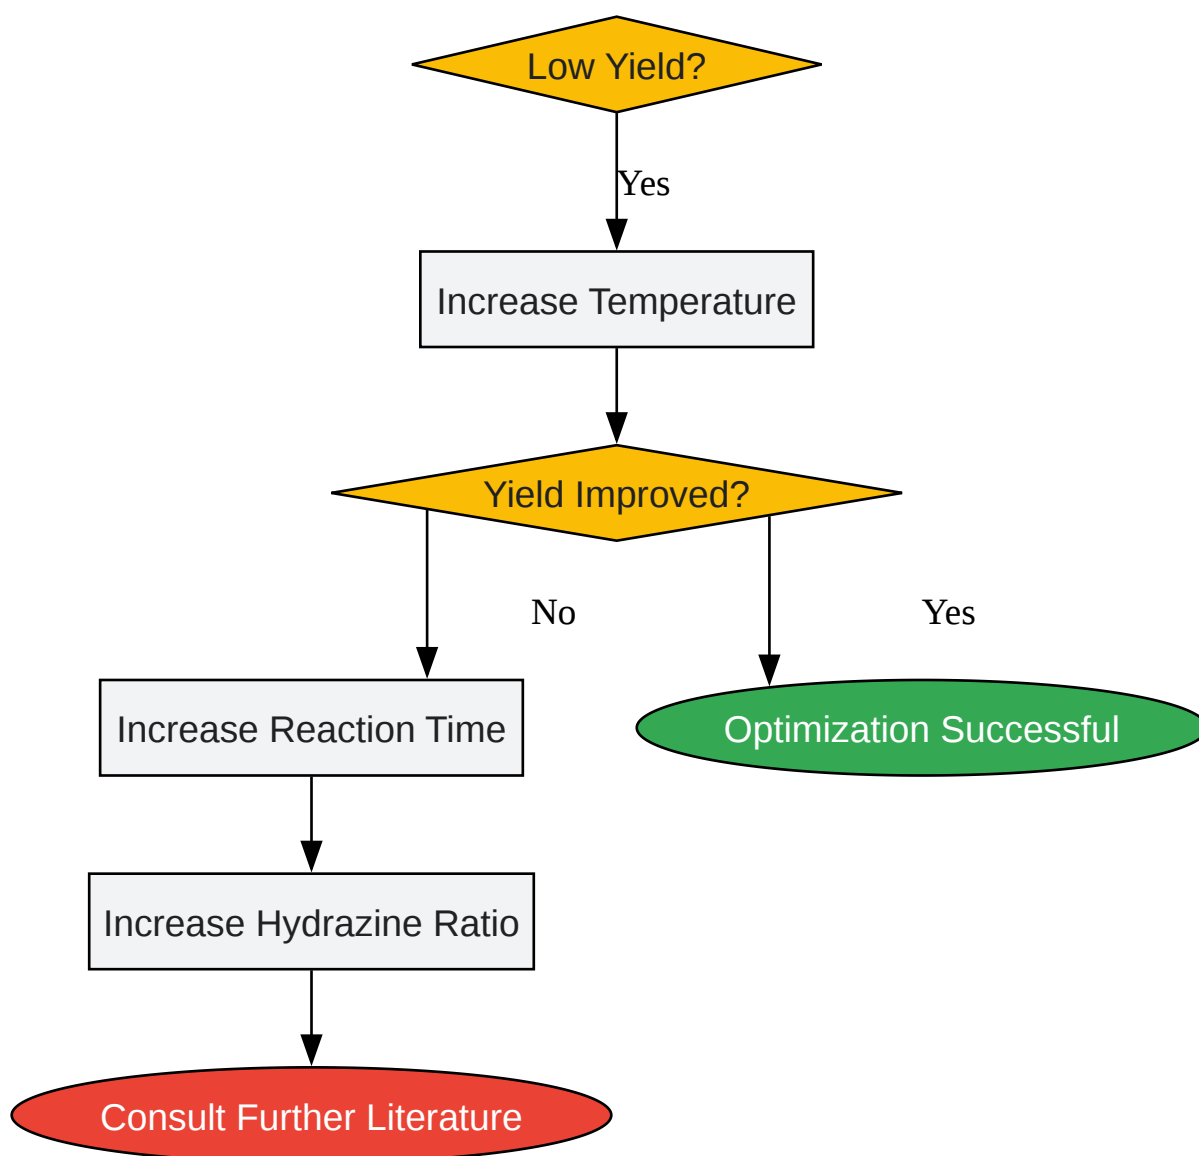 Low Yield?
Yes
Increase Temperature
Yield Improved?
No
Yes
Increase Reaction Time
Optimization Successful
Increase Hydrazine Ratio
Consult Further Literature